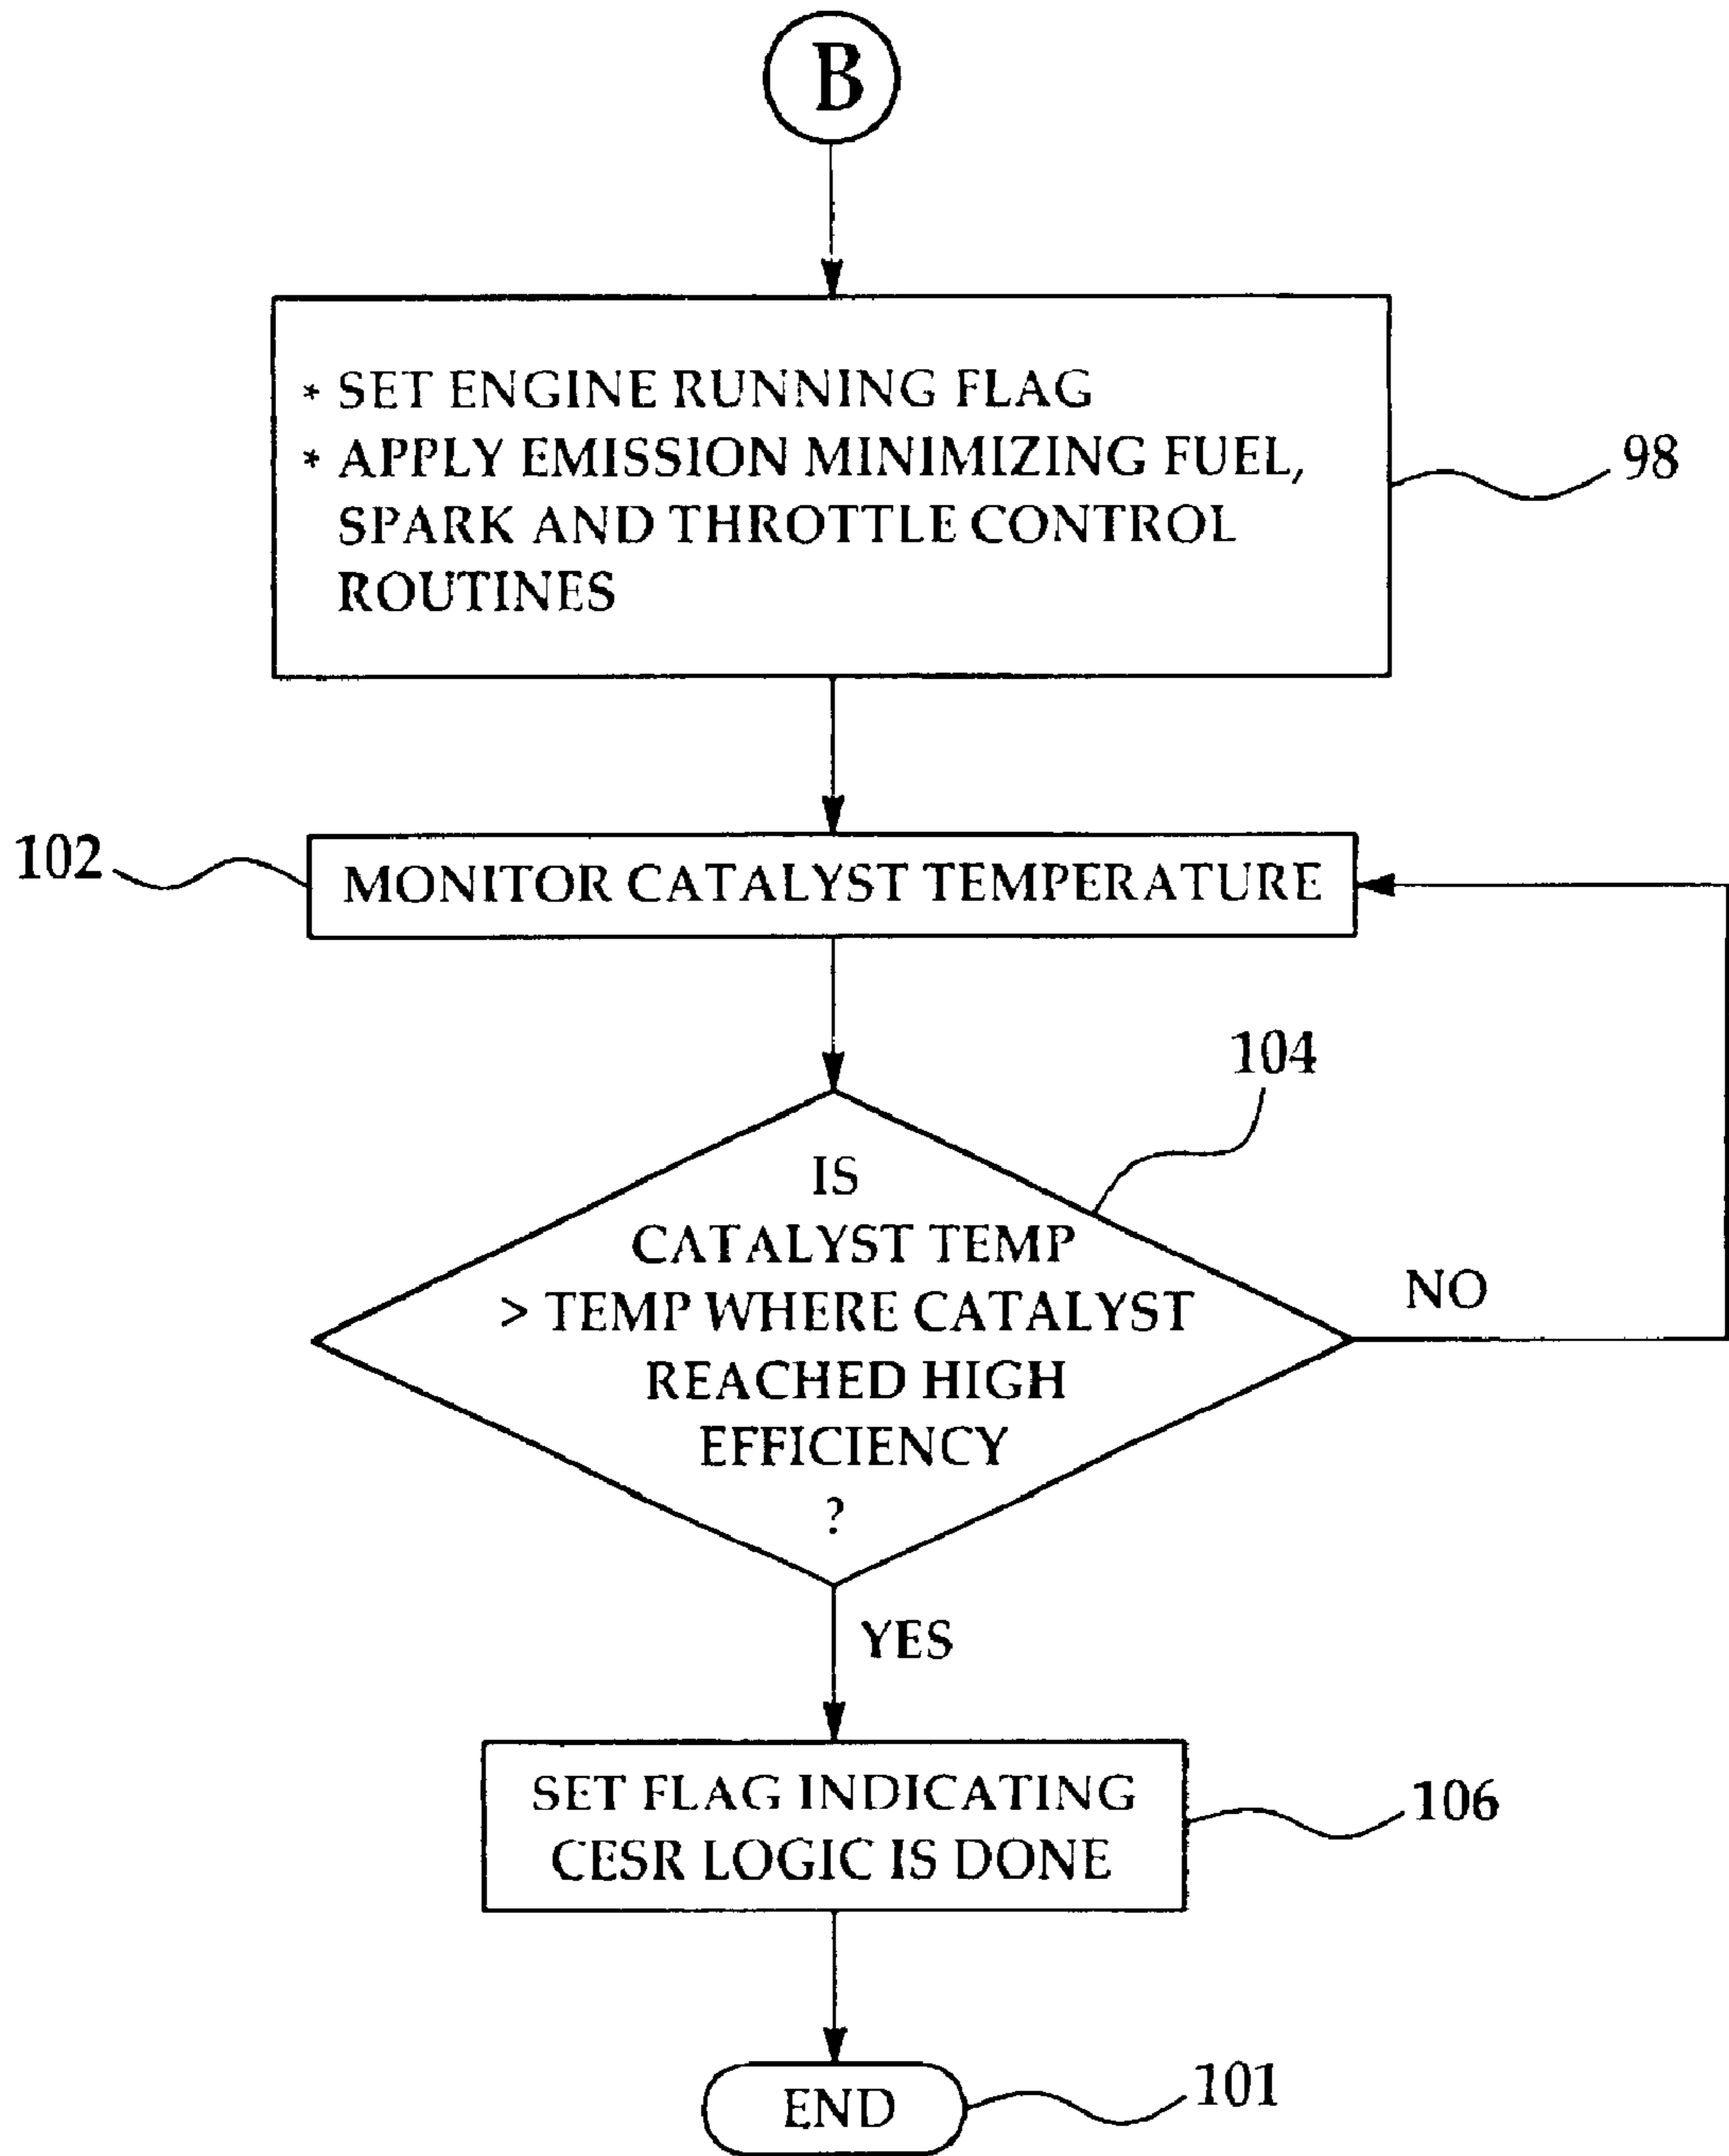 B
* SET ENGINE RUNNING FLAG
* APPLY EMISSION MINIMIZING FUEL,
SPARK AND THROTTLE CONTROL
ROUTINES
98
102
MONITOR CATALYST TEMPERATURE
104
IS
CATALYST TEMP
> TEMP WHERE CATALYST
REACHED HIGH
EFFICIENCY
?
NO
YES
SET FLAG INDICATING
CESR LOGIC IS DONE
106
END
101